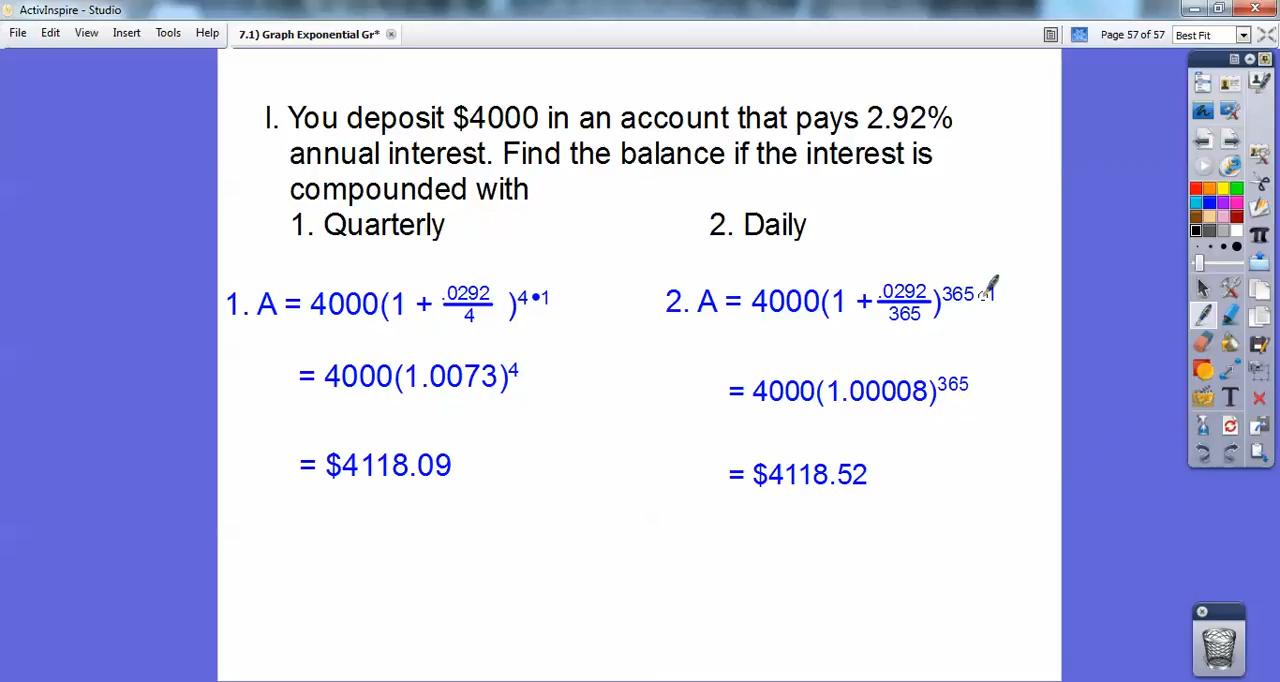 ActivInspire - Studio
File Edit View Insert Tools Help
7.1) Graph Exponential Gr*
Page 57 of 57
Best Fit
I. You deposit $4000 in an account that pays 2.92%
annual interest. Find the balance if the interest is
compounded with
1. Quarterly
2. Daily
1. A = 4000(1 + .0292/4 )^4•1
= 4000(1.0073)^4
= $4118.09
2. A = 4000(1 + .0292/365)^365•1
= 4000(1.00008)^365
= $4118.52